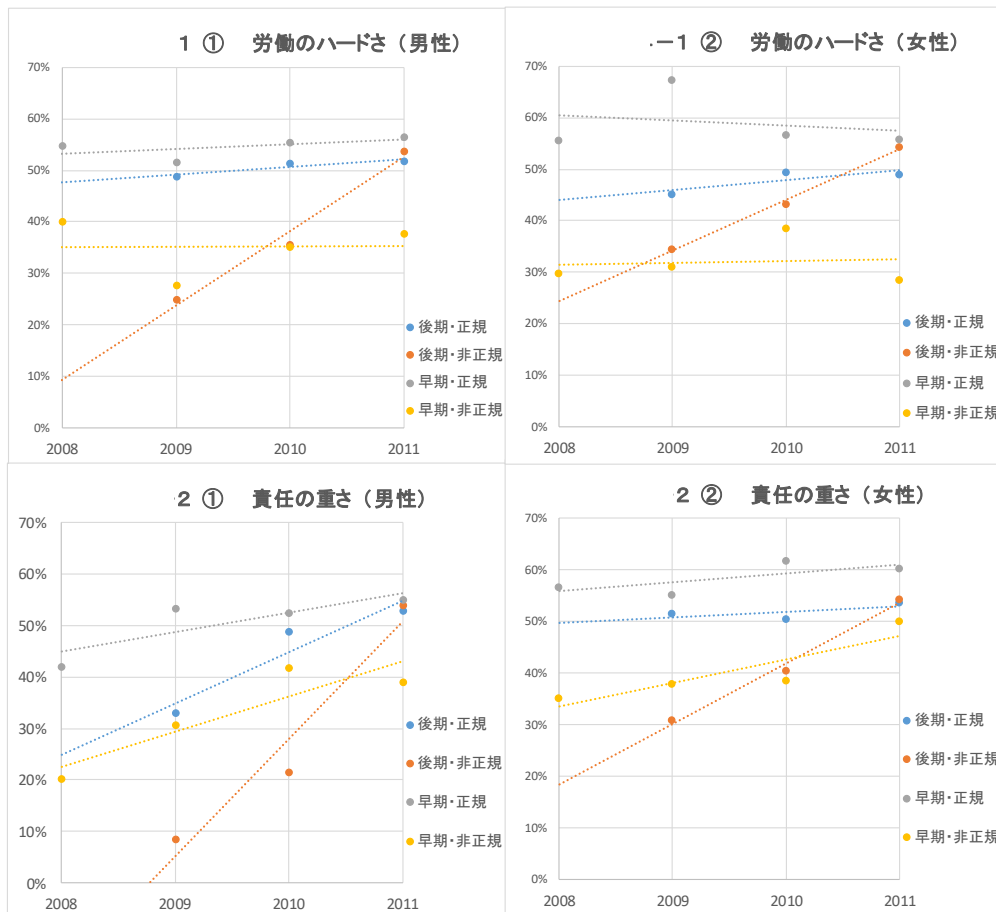 1 ① 労働のハードさ（男性）
70%
60%
50%
40%
30%
20%
10%
0%
2008 2009 2010 2011
後期・正規
後期・非正規
早期・正規
早期・非正規
.－1 ② 労働のハードさ（女性）
70%
60%
50%
40%
30%
20%
10%
0%
2008 2009 2010 2011
後期・正規
後期・非正規
早期・正規
早期・非正規
2 ① 責任の重さ（男性）
70%
60%
50%
40%
30%
20%
10%
0%
2008 2009 2010 2011
後期・正規
後期・非正規
早期・正規
早期・非正規
2 ② 責任の重さ（女性）
70%
60%
50%
40%
30%
20%
10%
0%
2008 2009 2010 2011
後期・正規
後期・非正規
早期・正規
早期・非正規